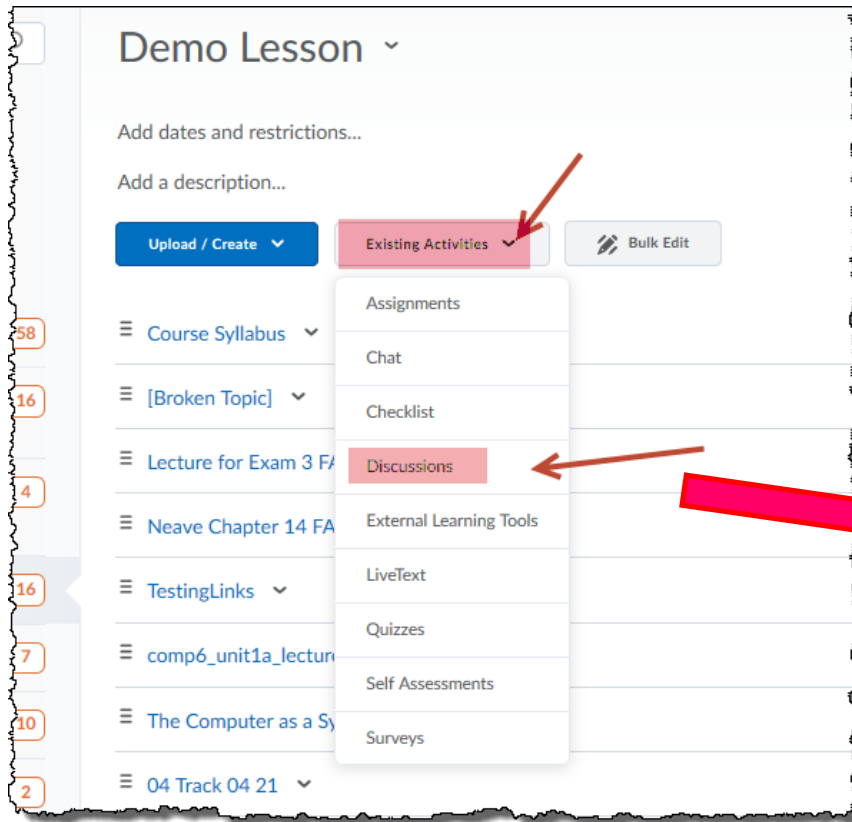 Demo Lesson
Add dates and restrictions...
Add a description...
Upload / Create
Existing Activities
Bulk Edit
Assignments
58
Course Syllabus
Chat
16
[Broken Topic]
Checklist
4
Lecture for Exam 3 FA
Discussions
Neave Chapter 14 FA
External Learning Tools
16
TestingLinks
LiveText
7
comp6_unit1a_lecture
Quizzes
Self Assessments
10
The Computer as a Sy
Surveys
2
04 Track 04 21